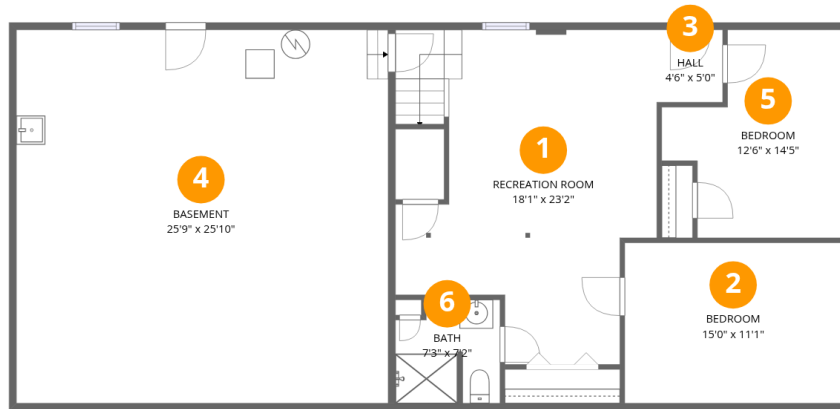 3
HALL
4'6" x 5'0"
5
BEDROOM
12'6" x 14'5"
1
RECREATION ROOM
18'1" x 23'2"
4
BASEMENT
25'9" x 25'10"
2
BEDROOM
15'0" x 11'1"
6
BATH
7'3" x 7'2"